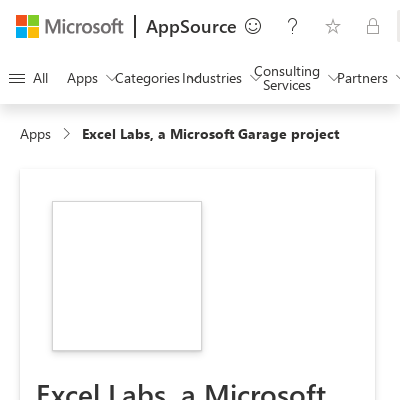 Microsoft AppSource
All Apps Categories Industries Consulting Services Partners
Apps Excel Labs, a Microsoft Garage project
Excel Labs, a Microsoft